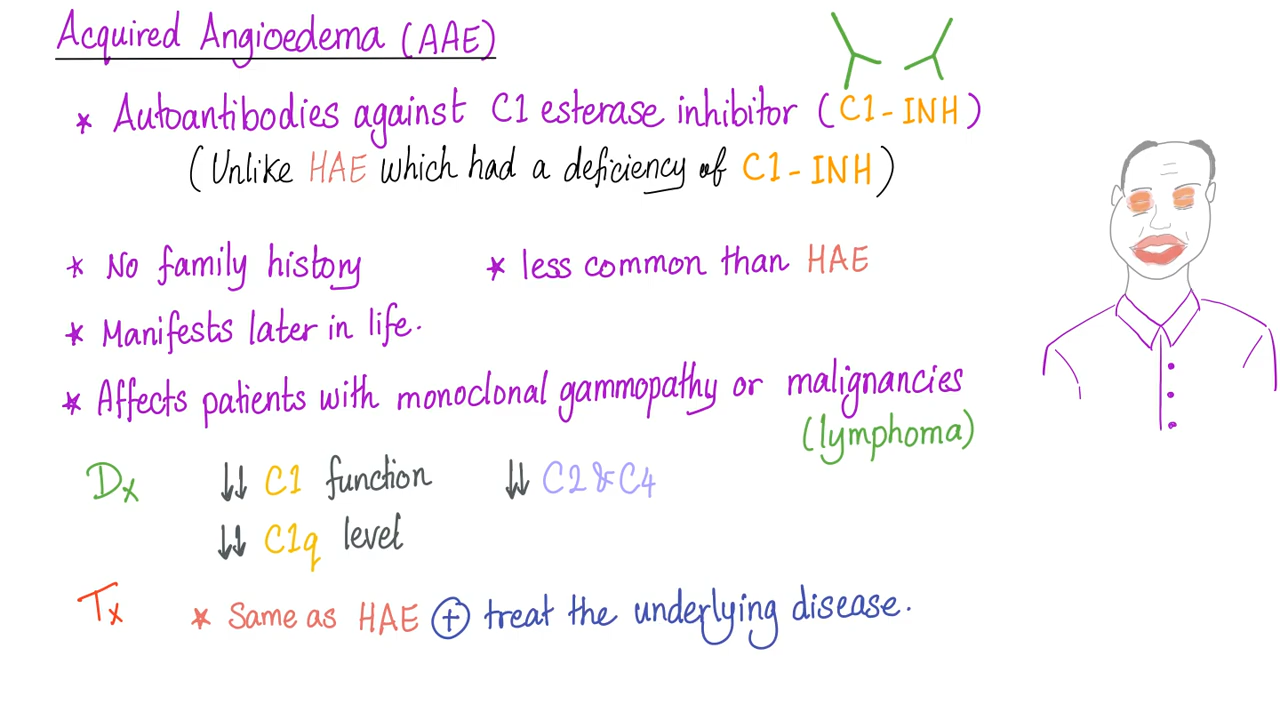 Acquired Angioedema (AAE)
* Autoantibodies against C1 esterase inhibitor (C1-INH)
(Unlike HAE which had a deficiency of C1-INH)
* No family history * less common than HAE
* Manifests later in life.
* Affects patients with monoclonal gammopathy or malignancies
(lymphoma)
Dx ↓↓ C1 function ↓↓ C2 & C4
↓↓ C1q level
Tx * Same as HAE + treat the underlying disease.